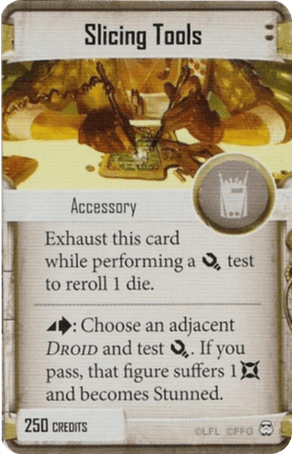 Slicing Tools
Accessory
Exhaust this card
while performing a test
to reroll 1 die.
: Choose an adjacent
DROID and test . If you
pass, that figure suffers 1
and becomes Stunned.
250 CREDITS
©LFL ©FFG